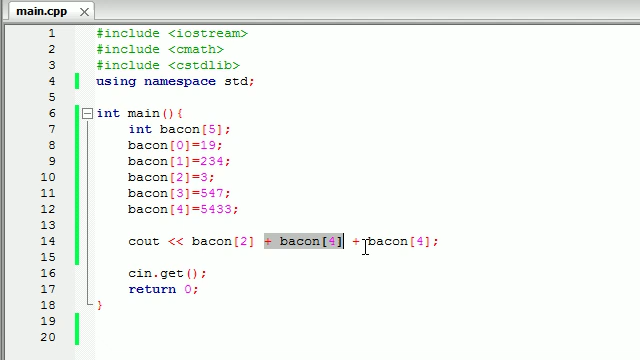 main.cpp
1 #include <iostream>
2 #include <cmath>
3 #include <cstdlib>
4 using namespace std;
5
6 int main(){
7 int bacon[5];
8 bacon[0]=19;
9 bacon[1]=234;
10 bacon[2]=3;
11 bacon[3]=547;
12 bacon[4]=5433;
13
14 cout << bacon[2] + bacon[4] + bacon[4];
15
16 cin.get();
17 return 0;
18 }
19
20